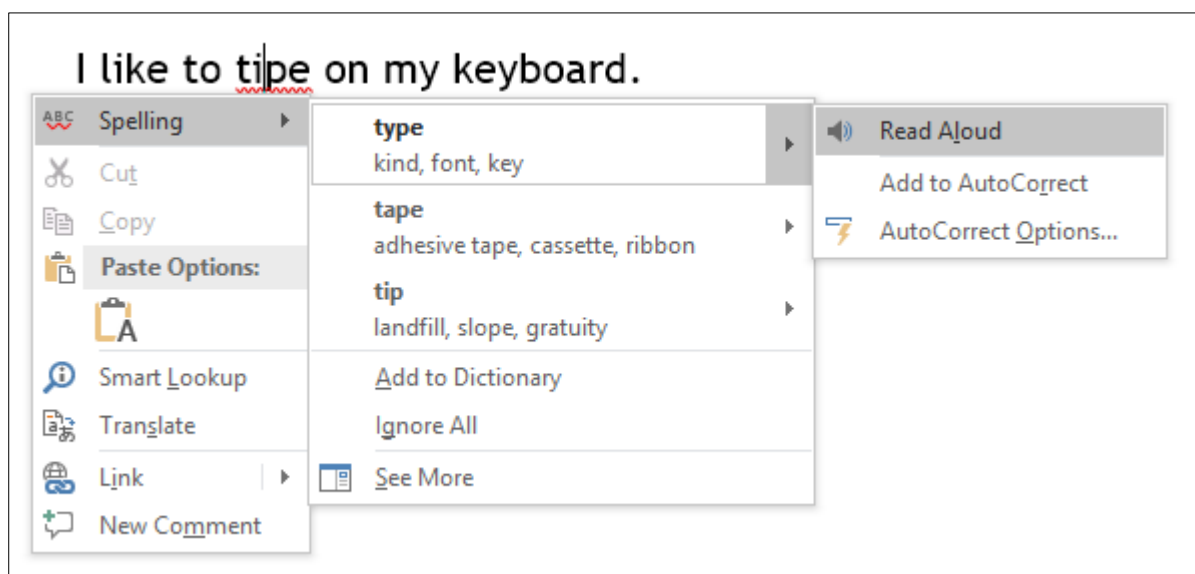 I like to tipe on my keyboard.
ABC
Spelling
Cut
Copy
Paste Options:
A
Smart Lookup
Translate
Link
New Comment
type
kind, font, key
tape
adhesive tape, cassette, ribbon
tip
landfill, slope, gratuity
Add to Dictionary
Ignore All
See More
Read Aloud
Add to AutoCorrect
AutoCorrect Options...